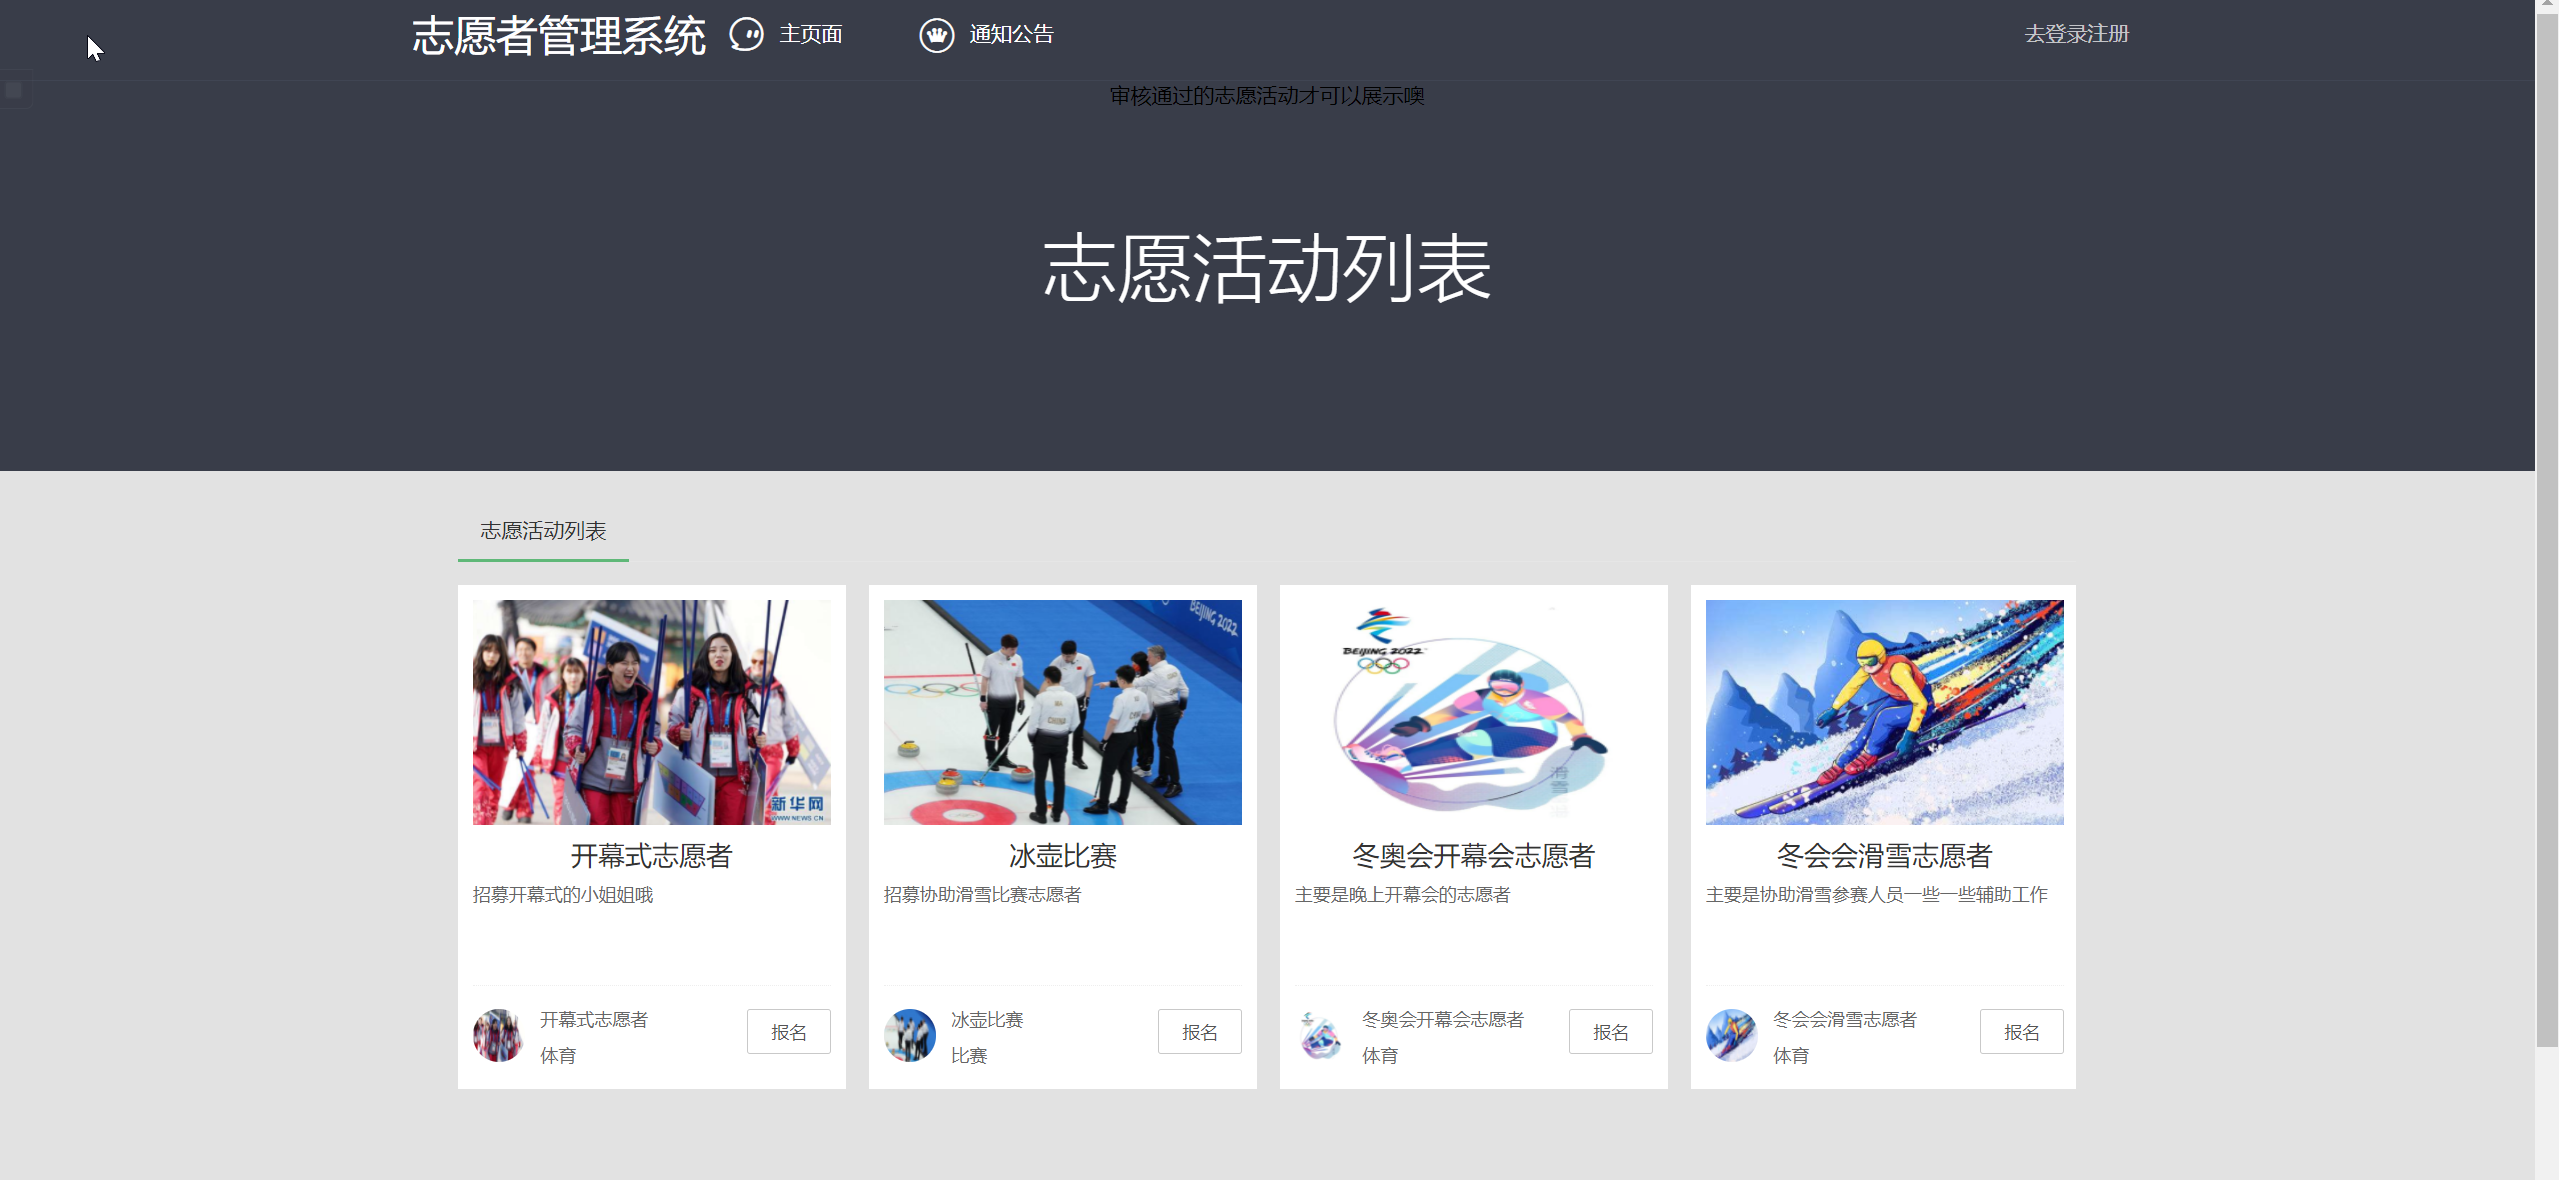 志愿者管理系统 主页面 通知公告 去登录注册
审核通过的志愿活动才可以展示噢
志愿活动列表
志愿活动列表
新华网
WWW.NEWS.CN
BEIJING 2022
CHINA
BEIJING 2022
滑雪
开幕式志愿者
招募开幕式的小姐姐哦
开幕式志愿者
体育
报名
冰壶比赛
招募协助滑雪比赛志愿者
冰壶比赛
比赛
报名
冬奥会开幕会志愿者
主要是晚上开幕会的志愿者
冬奥会开幕会志愿者
体育
报名
冬会会滑雪志愿者
主要是协助滑雪参赛人员一些一些辅助工作
冬会会滑雪志愿者
体育
报名